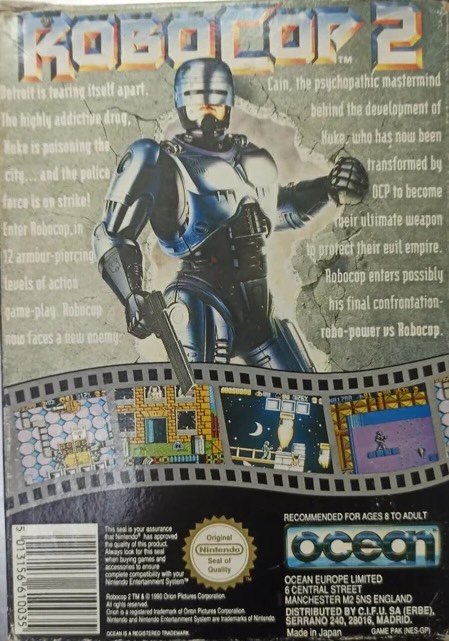 ROBOCOP 2
TM
Detroit is tearing itself apart.
The highly addictive drug,
Nuke is poisoning the
city... and the police
force is on strike!
Enter Robocop, in
12 armour-piercing
levels of action
game-play. Robocop
now faces a new enemy:
Cain, the psychopathic mastermind
behind the development of
Nuke, who has now been
transformed by
OCP to become
their ultimate weapon
to protect their evil empire.
Robocop enters possibly
his final confrontation-
robo-power vs Robocop.
5 013156 610035
This seal is your assurance
that Nintendo® has approved
the quality of this product.
Always look for this seal
when buying games and
accessories to ensure
complete compatibility with your
Nintendo Entertainment System™
Original
Nintendo
Seal of
Quality
Robocop 2 TM & © 1990 Orion Pictures Corporation.
All rights reserved.
Orion is a registered trademark of Orion Pictures Corporation.
Nintendo and Nintendo Entertainment System are trademarks of Nintendo.
OCEAN IS A REGISTERED TRADEMARK
RECOMMENDED FOR AGES 8 TO ADULT
ocean
OCEAN EUROPE LIMITED
6 CENTRAL STREET
MANCHESTER M2 5NS ENGLAND
DISTRIBUTED BY C.I.F.U. SA (ERBE),
SERRANO 240, 28016, MADRID.
Made in Japan
GAME PAK (NES-GP)